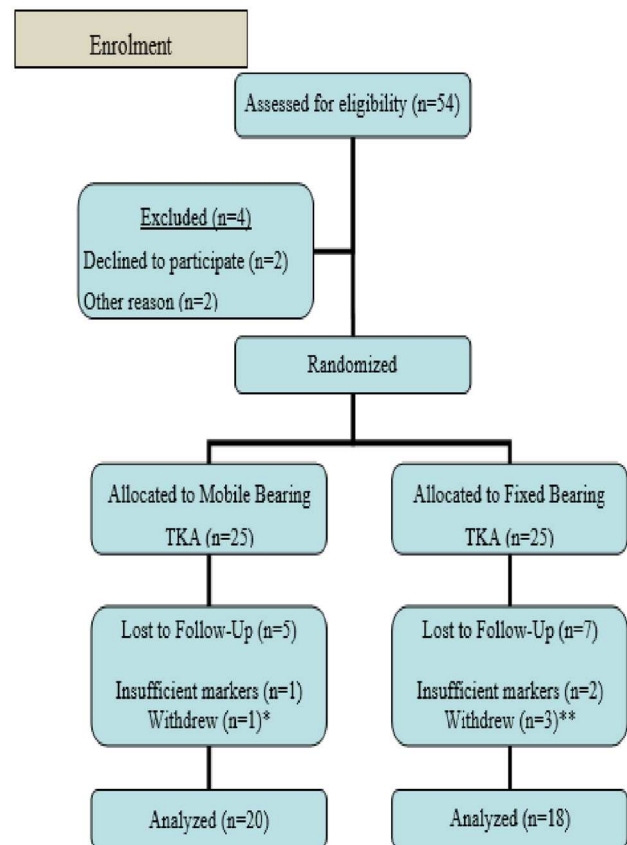 Enrolment
Assessed for eligibility (n=54)
Excluded (n=4)
Declined to participate (n=2)
Other reason (n=2)
Randomized
Allocated to Mobile Bearing
TKA (n=25)
Allocated to Fixed Bearing
TKA (n=25)
Lost to Follow-Up (n=5)
Insufficient markers (n=1)
Withdrew (n=1)*
Lost to Follow-Up (n=7)
Insufficient markers (n=2)
Withdrew (n=3)**
Analyzed (n=20)
Analyzed (n=18)